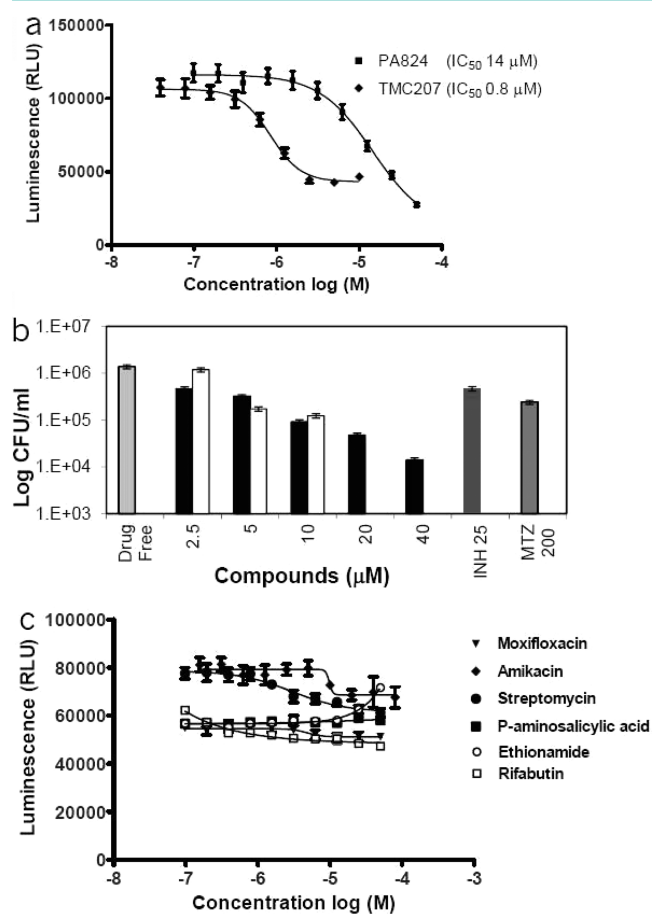 a
150000
100000
50000
0
Luminescence (RLU)
PA824 (IC50 14 μM)
TMC207 (IC50 0.8 μM)
-8 -7 -6 -5 -4
Concentration log (M)
b
1.E+07
1.E+06
1.E+05
1.E+04
1.E+03
Log CFU/ml
Drug Free 2.5 5 10 20 40 INH 25 MTZ 200
Compounds (μM)
c
100000
80000
60000
40000
20000
0
Luminescence (RLU)
Moxifloxacin
Amikacin
Streptomycin
P-aminosalicylic acid
Ethionamide
Rifabutin
-8 -7 -6 -5 -4 -3
Concentration log (M)